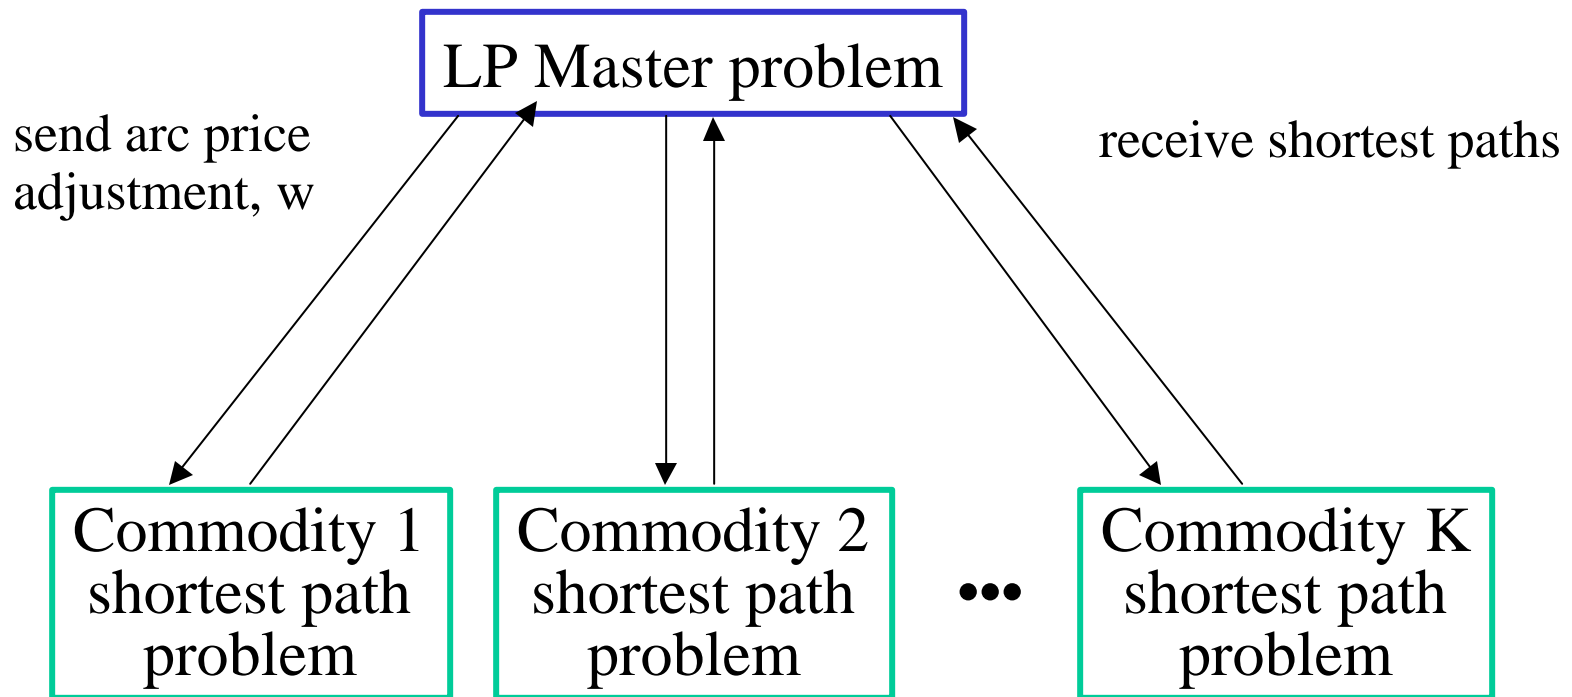 LP Master problem
send arc price
adjustment, w
receive shortest paths
Commodity 1
shortest path
problem
Commodity 2
shortest path
problem
•••
Commodity K
shortest path
problem